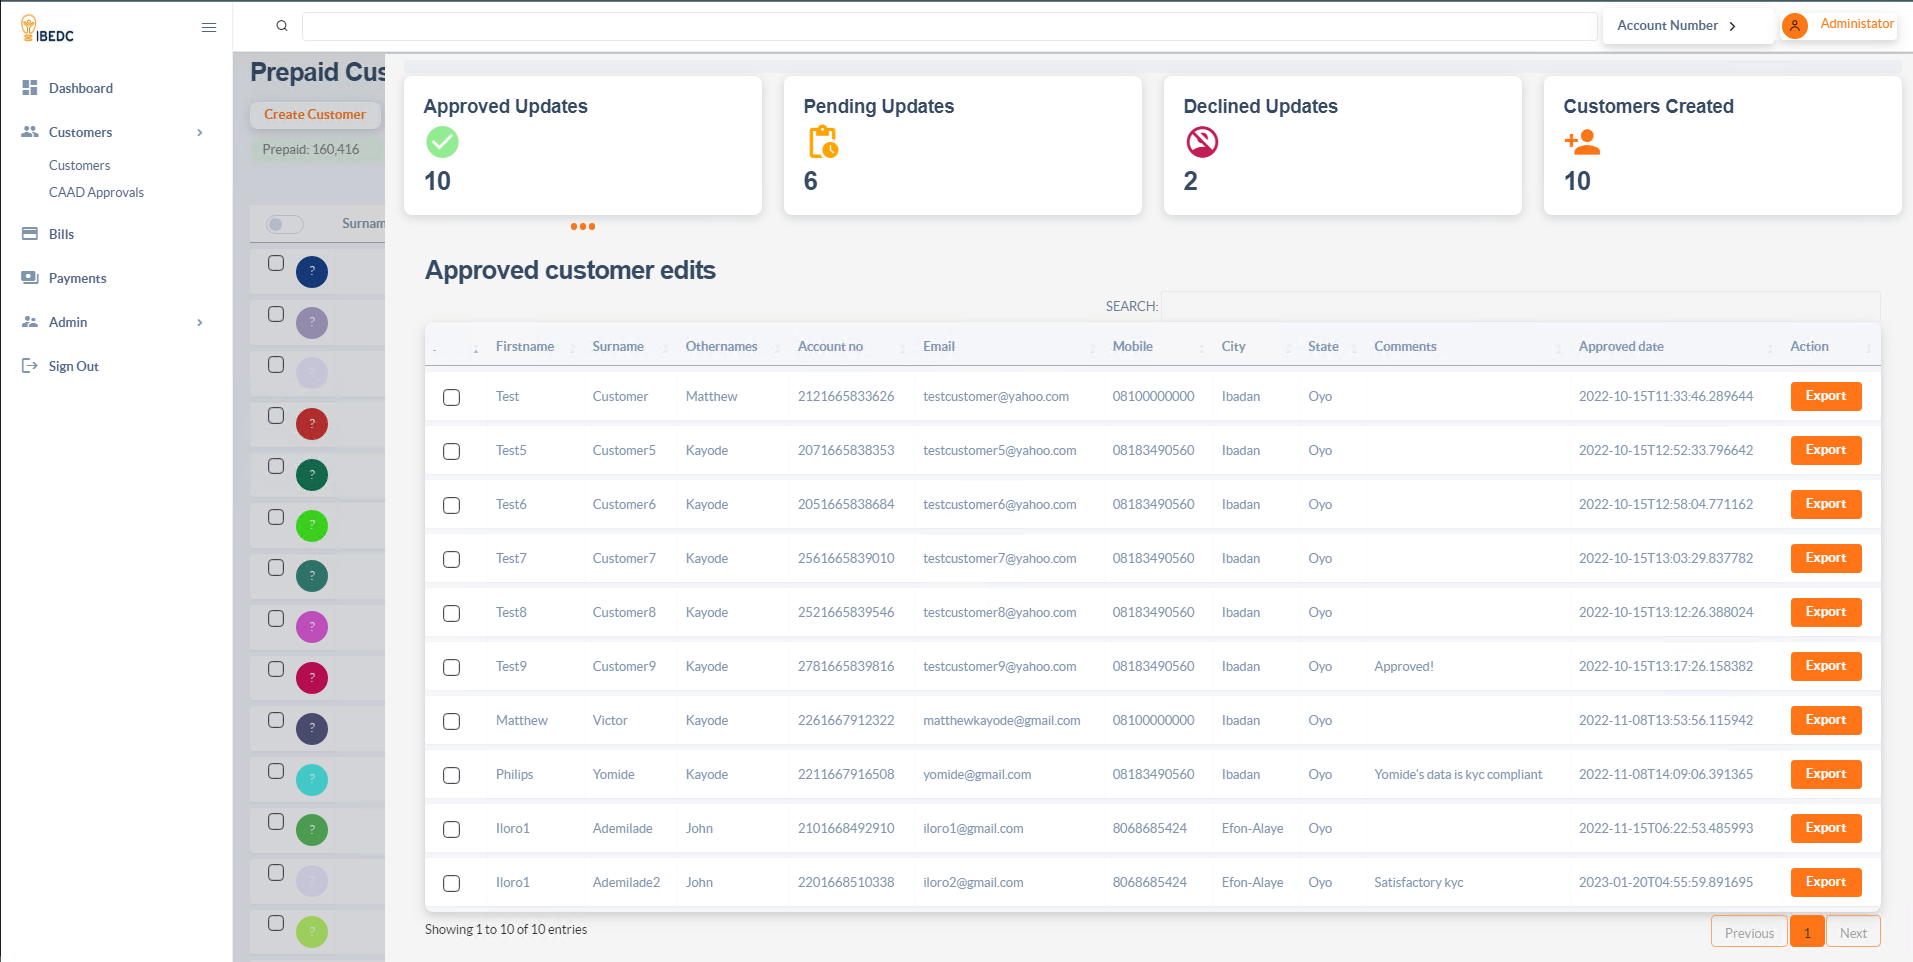 IBEDC
Account Number
Administator
Dashboard
Customers
Customers
CAAD Approvals
Bills
Payments
Admin
Sign Out
Prepaid Cus
Create Customer
Prepaid: 160,416
Surnam
?
?
?
?
?
?
?
?
?
?
?
?
?
?
Approved Updates
10
Pending Updates
6
Declined Updates
2
Customers Created
10
Approved customer edits
SEARCH:
Firstname Surname Othernames Account no Email Mobile City State Comments Approved date Action
Test Customer Matthew 2121665833626 testcustomer@yahoo.com 08100000000 Ibadan Oyo 2022-10-15T11:33:46.289644 Export
Test5 Customer5 Kayode 2071665838353 testcustomer5@yahoo.com 08183490560 Ibadan Oyo 2022-10-15T12:52:33.796642 Export
Test6 Customer6 Kayode 2051665838684 testcustomer6@yahoo.com 08183490560 Ibadan Oyo 2022-10-15T12:58:04.771162 Export
Test7 Customer7 Kayode 2561665839010 testcustomer7@yahoo.com 08183490560 Ibadan Oyo 2022-10-15T13:03:29.837782 Export
Test8 Customer8 Kayode 2521665839546 testcustomer8@yahoo.com 08183490560 Ibadan Oyo 2022-10-15T13:12:26.388024 Export
Test9 Customer9 Kayode 2781665839816 testcustomer9@yahoo.com 08183490560 Ibadan Oyo Approved! 2022-10-15T13:17:26.158382 Export
Matthew Victor Kayode 2261667912322 matthewkayode@gmail.com 08100000000 Ibadan Oyo 2022-11-08T13:53:56.115942 Export
Philips Yomide Kayode 2211667916508 yomide@gmail.com 08183490560 Ibadan Oyo Yomide's data is kyc compliant 2022-11-08T14:09:06.391365 Export
Iloro1 Ademilade John 2101668492910 iloro1@gmail.com 8068685424 Efon-Alaye Oyo 2022-11-15T06:22:53.485993 Export
Iloro1 Ademilade2 John 2201668510338 iloro2@gmail.com 8068685424 Efon-Alaye Oyo Satisfactory kyc 2023-01-20T04:55:59.891695 Export
Showing 1 to 10 of 10 entries
Previous 1 Next